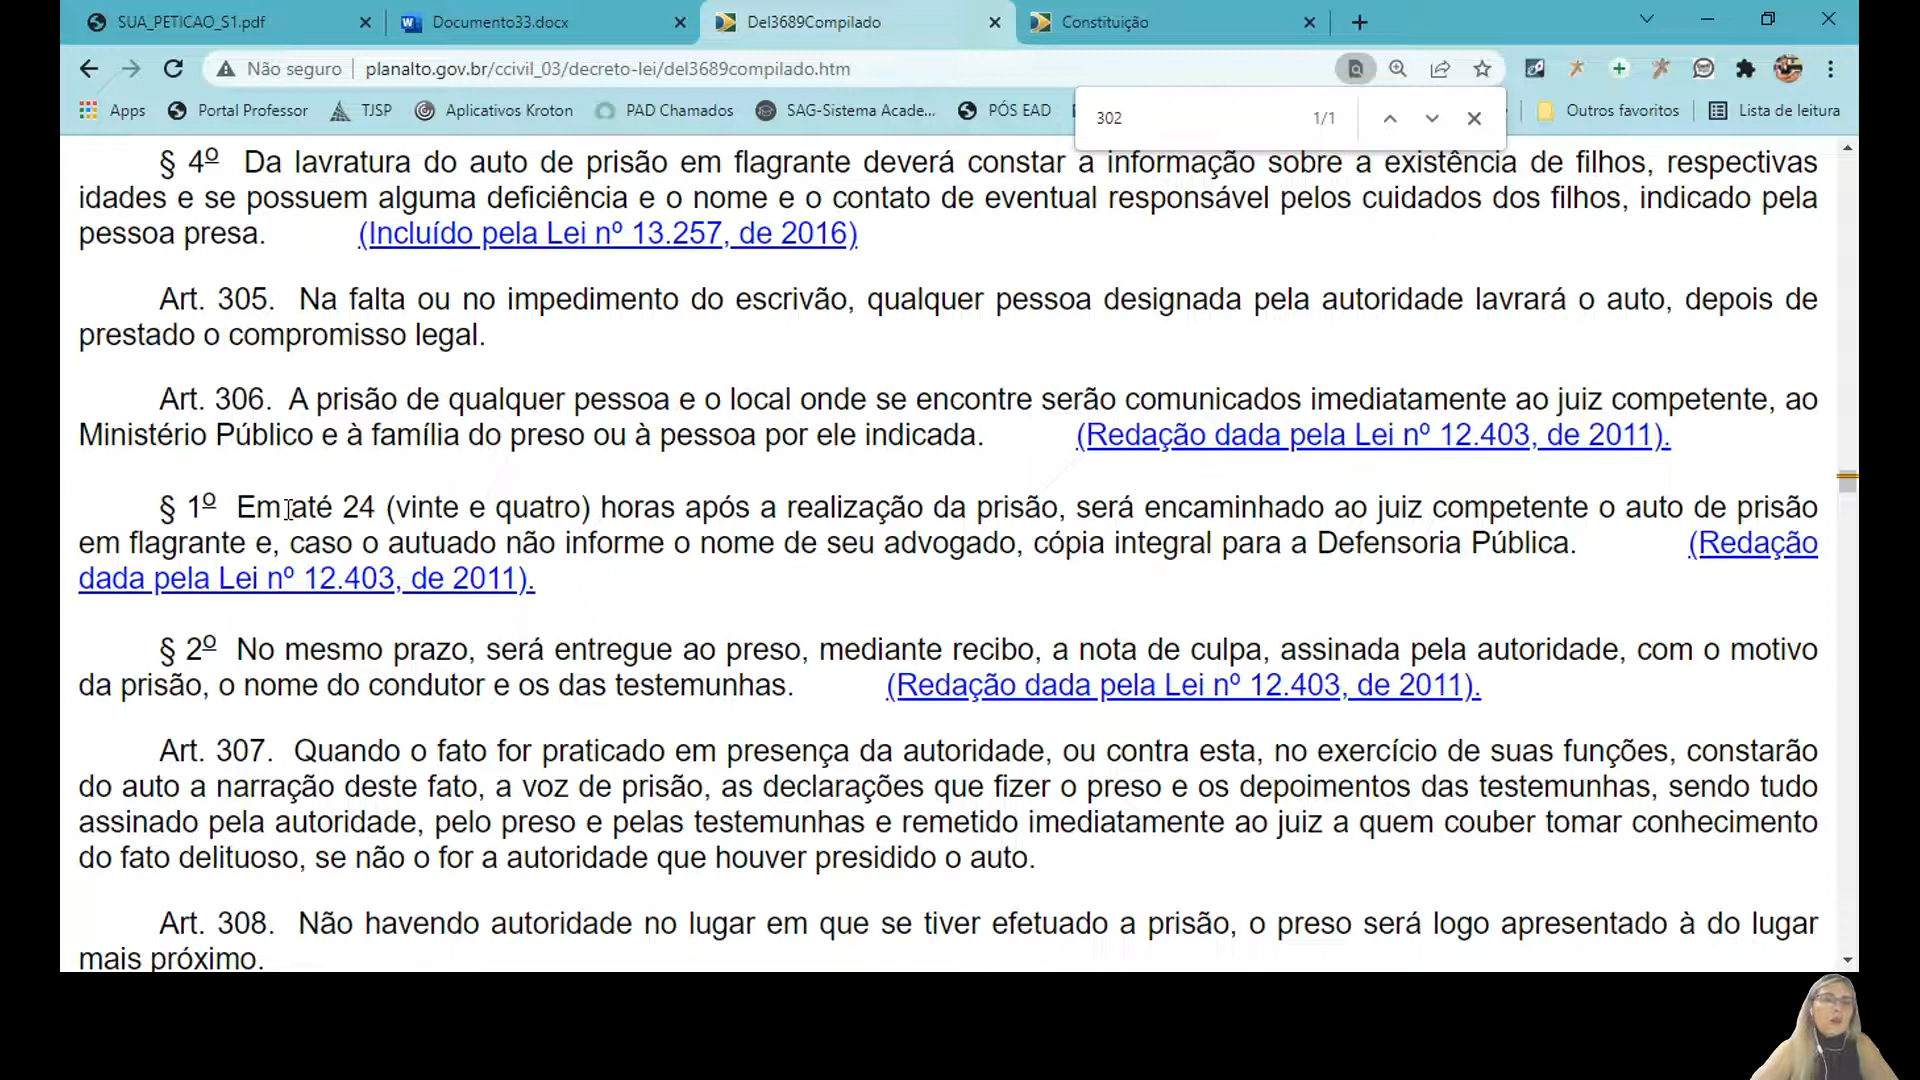 SUA_PETICAO_S1.pdf
Documento33.docx
Del3689Compilado
Constituição
Não seguro
planalto.gov.br/ccivil_03/decreto-lei/del3689compilado.htm
Apps
Portal Professor
TJSP
Aplicativos Kroton
PAD Chamados
SAG-Sistema Acade...
PÓS EAD
Outros favoritos
Lista de leitura
302
1/1
§ 4º Da lavratura do auto de prisão em flagrante deverá constar a informação sobre a existência de filhos, respectivas
idades e se possuem alguma deficiência e o nome e o contato de eventual responsável pelos cuidados dos filhos, indicado pela
pessoa presa. (Incluído pela Lei nº 13.257, de 2016)
Art. 305. Na falta ou no impedimento do escrivão, qualquer pessoa designada pela autoridade lavrará o auto, depois de
prestado o compromisso legal.
Art. 306. A prisão de qualquer pessoa e o local onde se encontre serão comunicados imediatamente ao juiz competente, ao
Ministério Público e à família do preso ou à pessoa por ele indicada. (Redação dada pela Lei nº 12.403, de 2011).
§ 1º Em até 24 (vinte e quatro) horas após a realização da prisão, será encaminhado ao juiz competente o auto de prisão
em flagrante e, caso o autuado não informe o nome de seu advogado, cópia integral para a Defensoria Pública. (Redação
dada pela Lei nº 12.403, de 2011).
§ 2º No mesmo prazo, será entregue ao preso, mediante recibo, a nota de culpa, assinada pela autoridade, com o motivo
da prisão, o nome do condutor e os das testemunhas. (Redação dada pela Lei nº 12.403, de 2011).
Art. 307. Quando o fato for praticado em presença da autoridade, ou contra esta, no exercício de suas funções, constarão
do auto a narração deste fato, a voz de prisão, as declarações que fizer o preso e os depoimentos das testemunhas, sendo tudo
assinado pela autoridade, pelo preso e pelas testemunhas e remetido imediatamente ao juiz a quem couber tomar conhecimento
do fato delituoso, se não o for a autoridade que houver presidido o auto.
Art. 308. Não havendo autoridade no lugar em que se tiver efetuado a prisão, o preso será logo apresentado à do lugar
mais próximo.